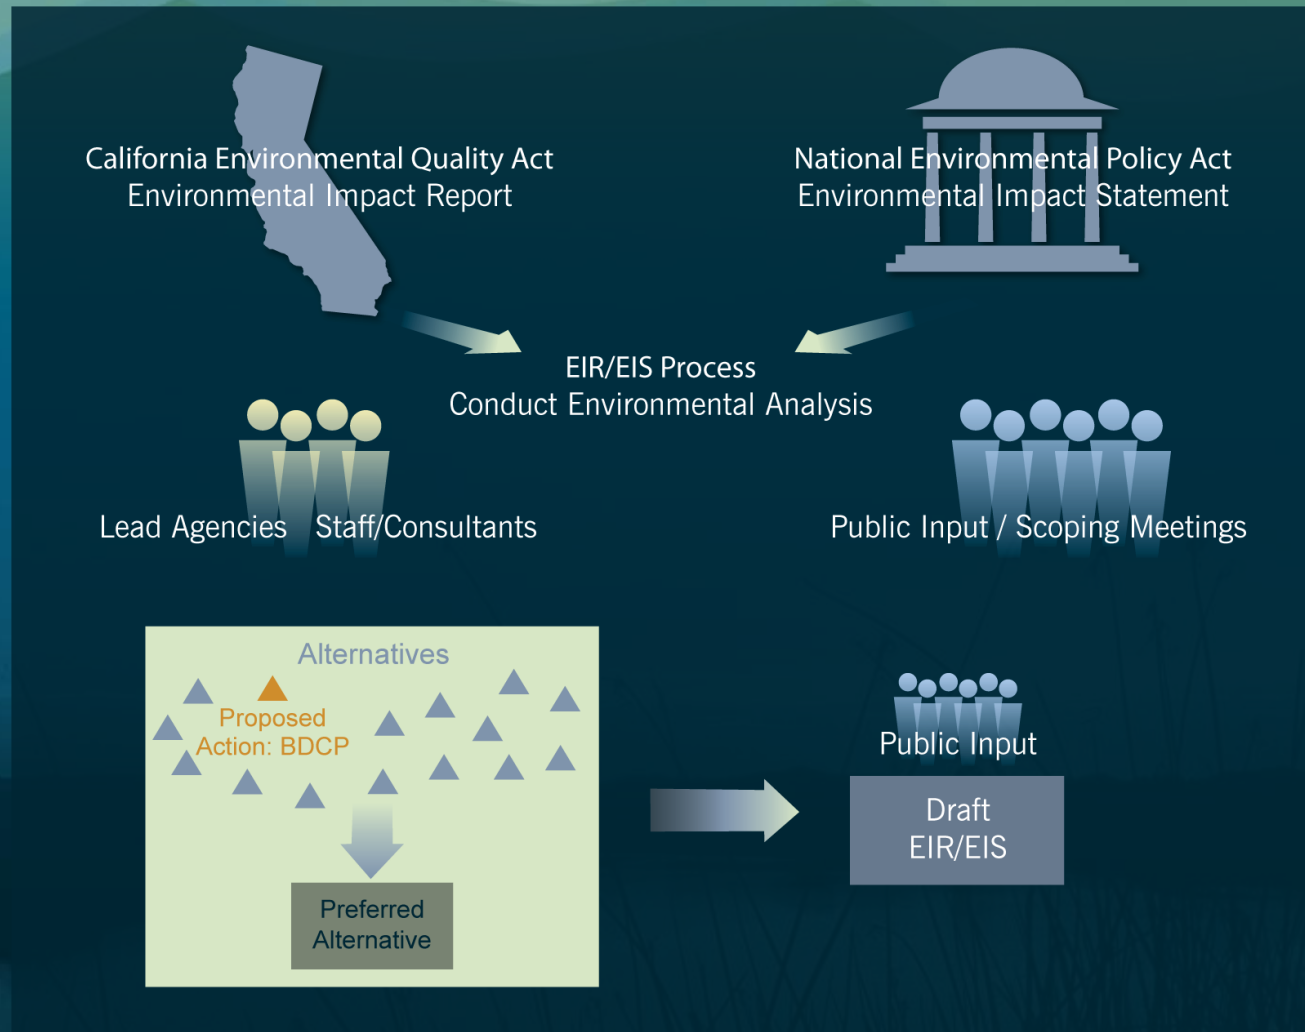 California Environmental Quality Act
Environmental Impact Report
National Environmental Policy Act
Environmental Impact Statement
EIR/EIS Process
Conduct Environmental Analysis
Lead Agencies Staff/Consultants
Public Input / Scoping Meetings
Alternatives
Proposed
Action: BDCP
Preferred
Alternative
Public Input
Draft
EIR/EIS